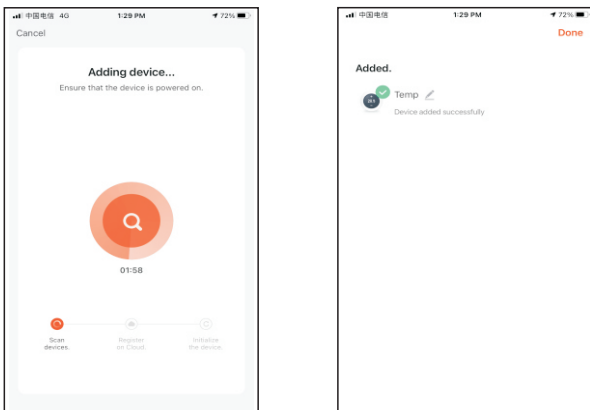 中国电信 4G 1:29 PM 72%
Cancel
Adding device...
Ensure that the device is powered on.
01:58
Scan devices.
Register on Cloud.
Initialize the device.
中国电信 1:29 PM 72%
Done
Added.
Temp
Device added successfully